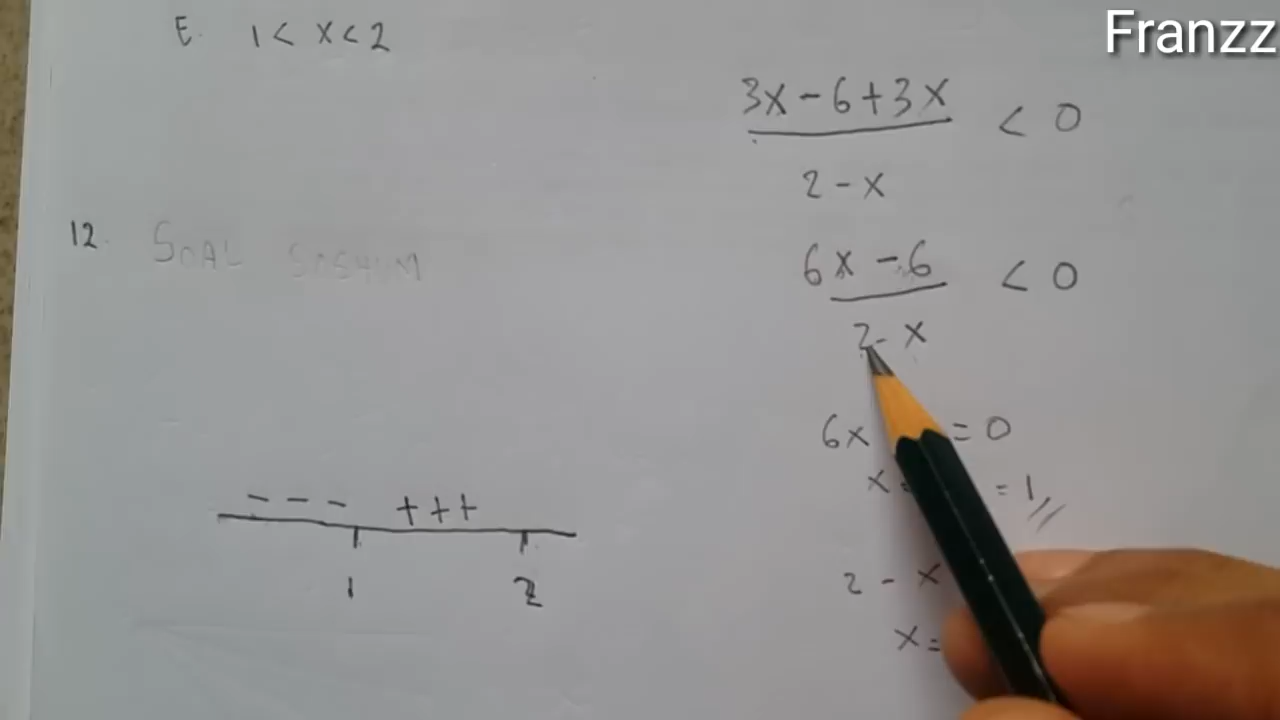 Franzz
E. 1 < x < 2
12. SOAL
--- +++
1 2
3x - 6 + 3x < 0
2 - x
6x - 6 < 0
2 - x
6x = 0
x = 1 //
2 - x
x =